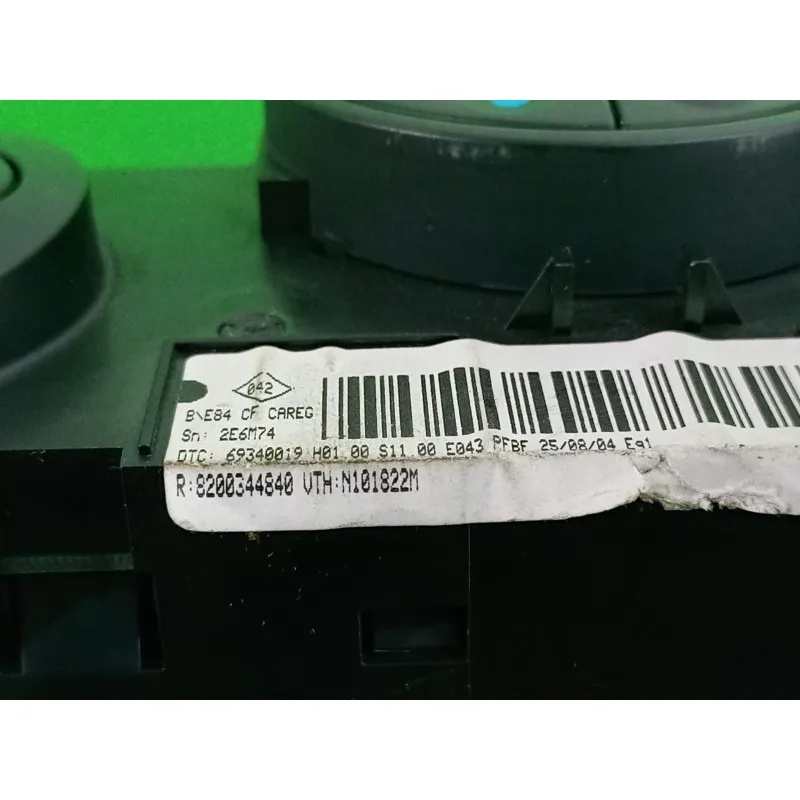 042
B\E84 CF CAREG
Sn: 2E6M74
DTC: 69340019 H01.00 S11.00 E043 PFBF 25/08/04 E91
R:8200344840 VTH:N101822M